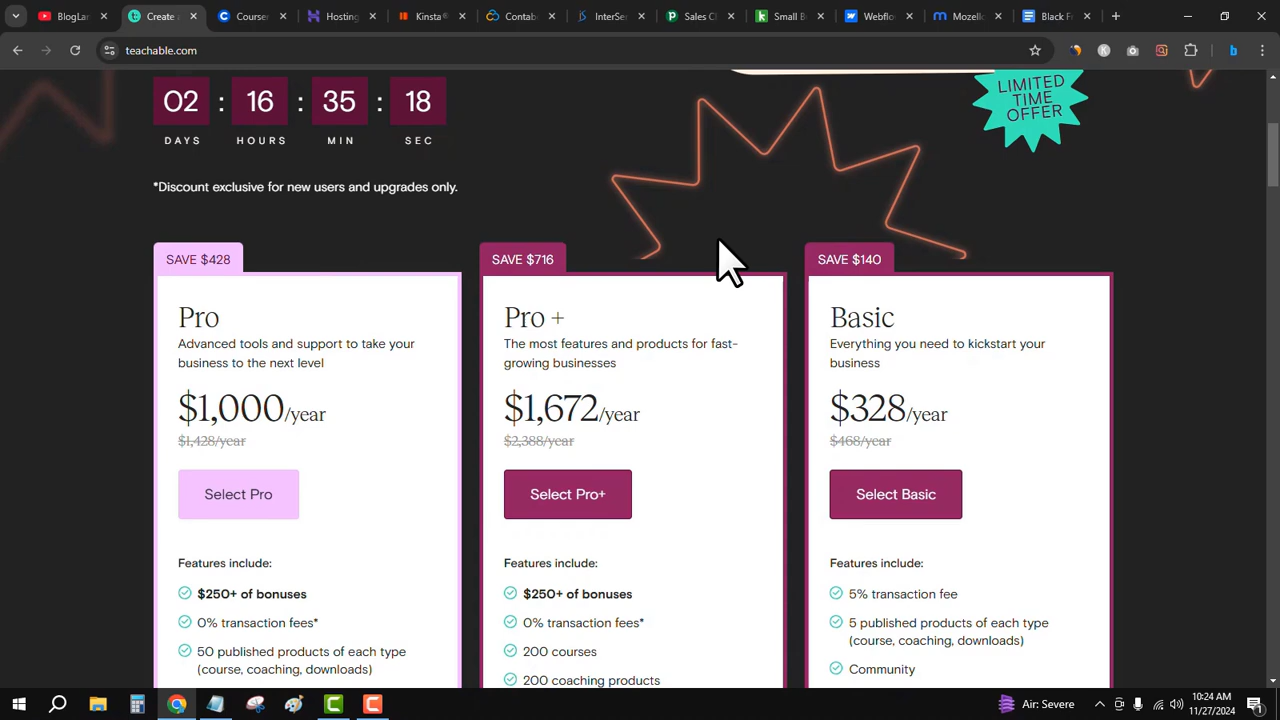 BlogLan
Create
Course
Hosting
Kinsta
Contab
InterSe
Sales Cl
Small B
Webflo
Mozello
Black F
teachable.com
b
LIMITED
TIME
OFFER
02 : 16 : 35 : 18
DAYS HOURS MIN SEC
*Discount exclusive for new users and upgrades only.
SAVE $428
Pro
Advanced tools and support to take your
business to the next level
$1,000/year
$1,428/year
Select Pro
Features include:
$250+ of bonuses
0% transaction fees*
50 published products of each type
(course, coaching, downloads)
SAVE $716
Pro +
The most features and products for fast-
growing businesses
$1,672/year
$2,388/year
Select Pro+
Features include:
$250+ of bonuses
0% transaction fees*
200 courses
200 coaching products
SAVE $140
Basic
Everything you need to kickstart your
business
$328/year
$468/year
Select Basic
Features include:
5% transaction fee
5 published products of each type
(course, coaching, downloads)
Community
Air: Severe
10:24 AM
11/27/2024